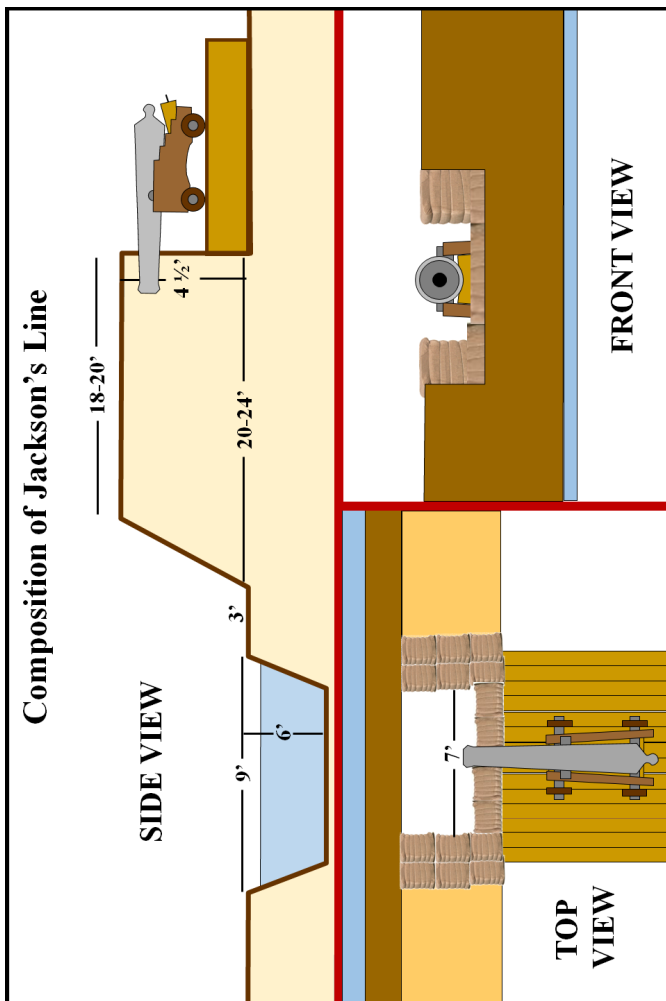 Composition of Jackson’s Line
SIDE VIEW
9’
6’
3’
18-20’
20-24’
4 ½’
TOP
VIEW
7’
FRONT VIEW